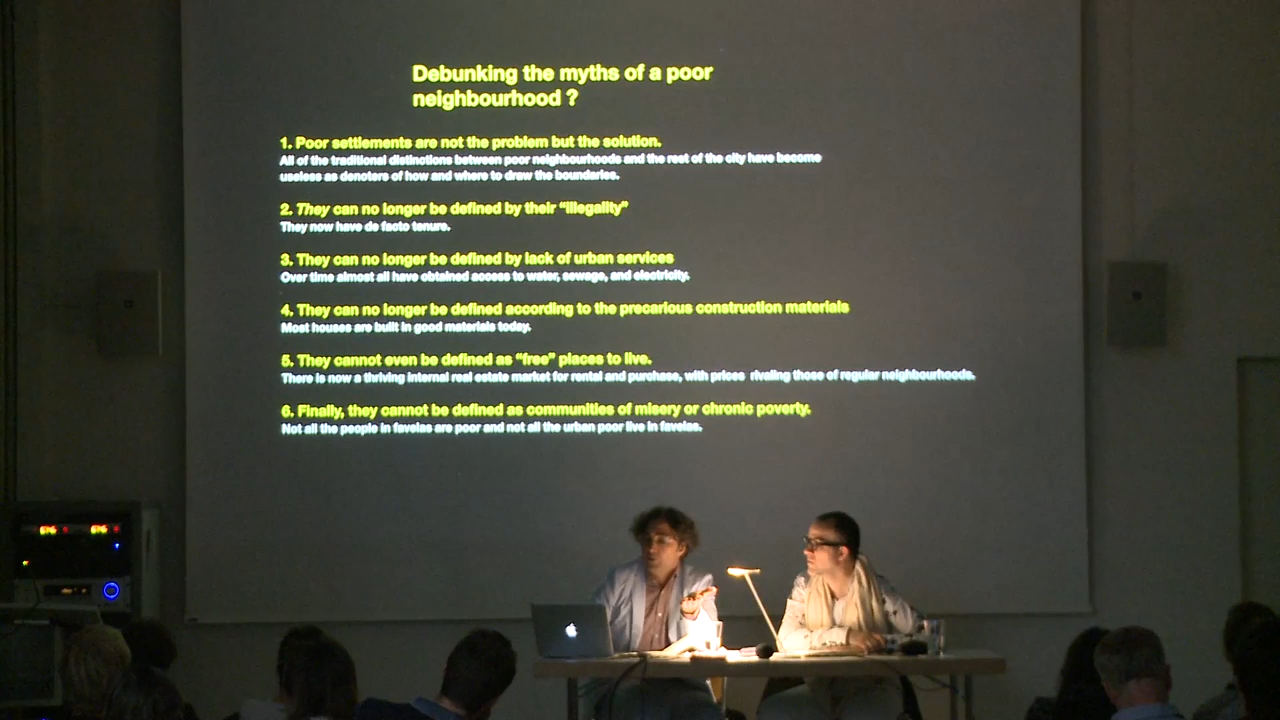 Debunking the myths of a poor
neighbourhood ?
1. Poor settlements are not the problem but the solution.
All of the traditional distinctions between poor neighbourhoods and the rest of the city have become
useless as denoters of how and where to draw the boundaries.
2. They can no longer be defined by their “illegality”
They now have de facto tenure.
3. They can no longer be defined by lack of urban services
Over time almost all have obtained access to water, sewage, and electricity.
4. They can no longer be defined according to the precarious construction materials
Most houses are built in good materials today.
5. They cannot even be defined as “free” places to live.
There is now a thriving internal real estate market for rental and purchase, with prices rivaling those of regular neighbourhoods.
6. Finally, they cannot be defined as communities of misery or chronic poverty.
Not all the people in favelas are poor and not all the urban poor live in favelas.